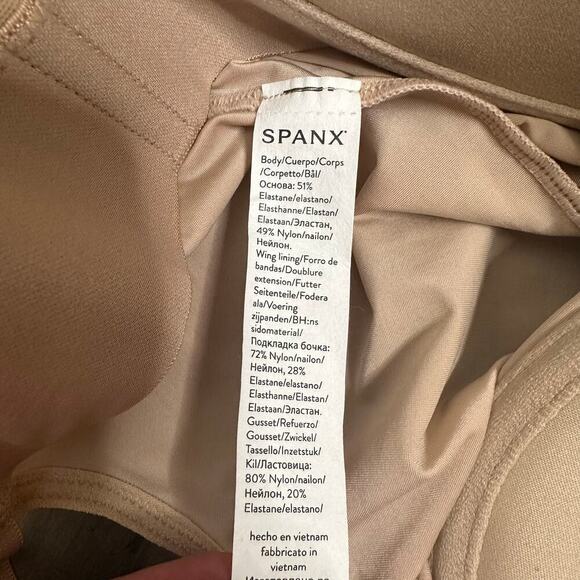 SPANX
Body/Cuerpo/Corps
/Corpetto/Bål/
Основа: 51%
Elastane/elastano/
Elasthanne/Elastan/
Elastaan/Эластан,
49% Nylon/nailon/
Нейлон.
Wing lining/Forro de
bandas/Doublure
extension/Futter
Seitenteile/Fodera
ala/Voering
zijpanden/BH:ns
sidomaterial/
Подкладка бочка:
72% Nylon/nailon/
Нейлон, 28%
Elastane/elastano/
Elasthanne/Elastan/
Elastaan/Эластан.
Gusset/Refuerzo/
Gousset/Zwickel/
Tassello/Inzetstuk/
Kil/Ластовица:
80% Nylon/nailon/
Нейлон, 20%
Elastane/elastano/
hecho en vietnam
fabbricato in
vietnam